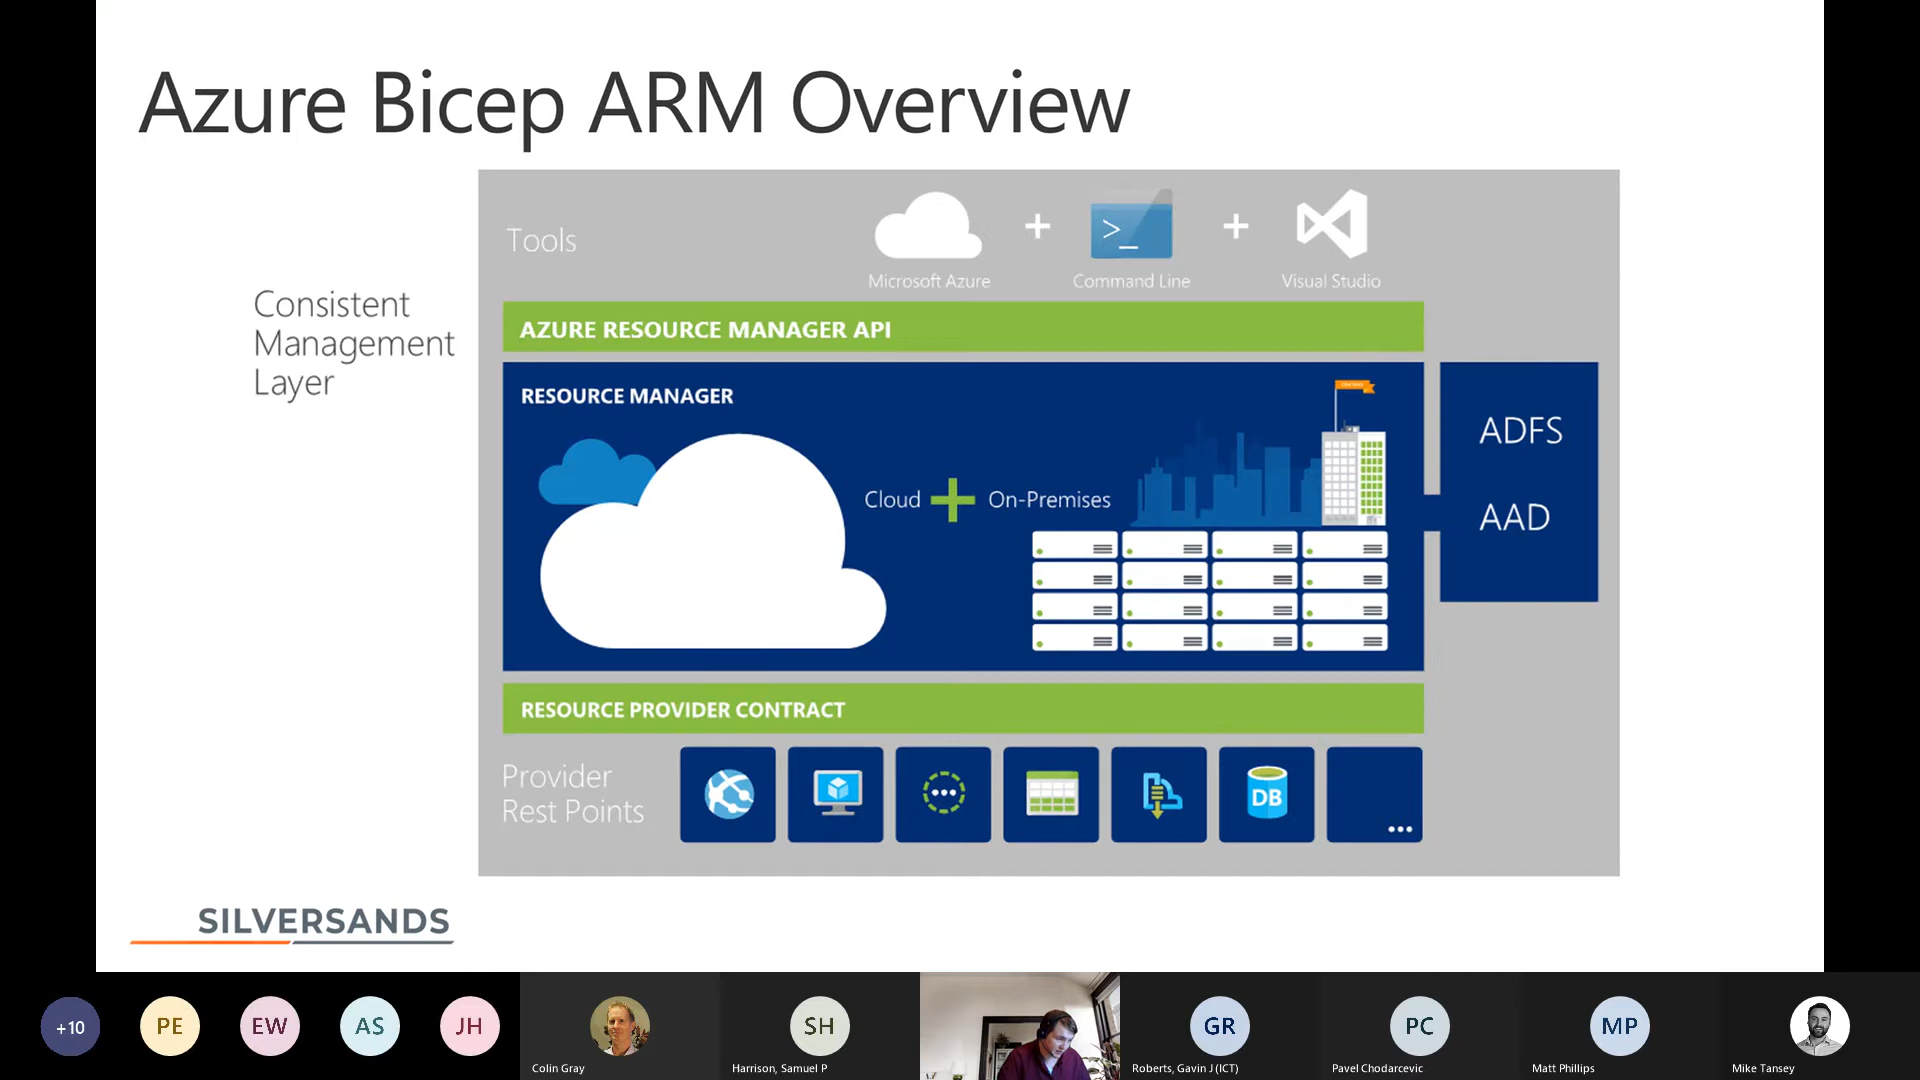 Azure Bicep ARM Overview
Consistent
Management
Layer
Tools
Microsoft Azure
+
>_
Command Line
+
Visual Studio
AZURE RESOURCE MANAGER API
RESOURCE MANAGER
Cloud + On-Premises
ADFS
AAD
RESOURCE PROVIDER CONTRACT
Provider
Rest Points
DB
SILVERSANDS
+10
PE
EW
AS
JH
Colin Gray
SH
Harrison, Samuel P
GR
Roberts, Gavin J (ICT)
PC
Pavel Chodarcevic
MP
Matt Phillips
Mike Tansey